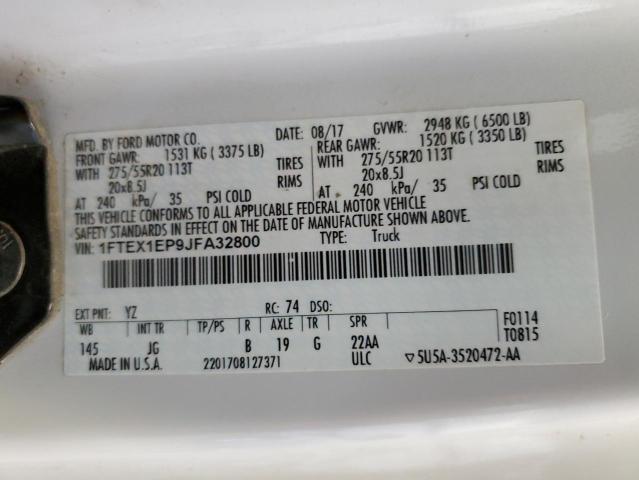 MFD. BY FORD MOTOR CO.
DATE: 08/17 GVWR: 2948 KG ( 6500 LB)
FRONT GAWR: 1531 KG ( 3375 LB) REAR GAWR: 1520 KG ( 3350 LB)
WITH 275/55R20 113T TIRES WITH 275/55R20 113T TIRES
20x8.5J RIMS 20x8.5J RIMS
AT 240 kPa/ 35 PSI COLD AT 240 kPa/ 35 PSI COLD
THIS VEHICLE CONFORMS TO ALL APPLICABLE FEDERAL MOTOR VEHICLE
SAFETY STANDARDS IN EFFECT ON THE DATE OF MANUFACTURE SHOWN ABOVE.
VIN: 1FTEX1EP9JFA32800 TYPE: Truck
EXT PNT: YZ RC: 74 DSO:
WB INT TR TP/PS R AXLE TR SPR F0114
145 JG B 19 G 22AA T0815
MADE IN U.S.A. 2201708127371 ULC ▽5U5A-3520472-AA